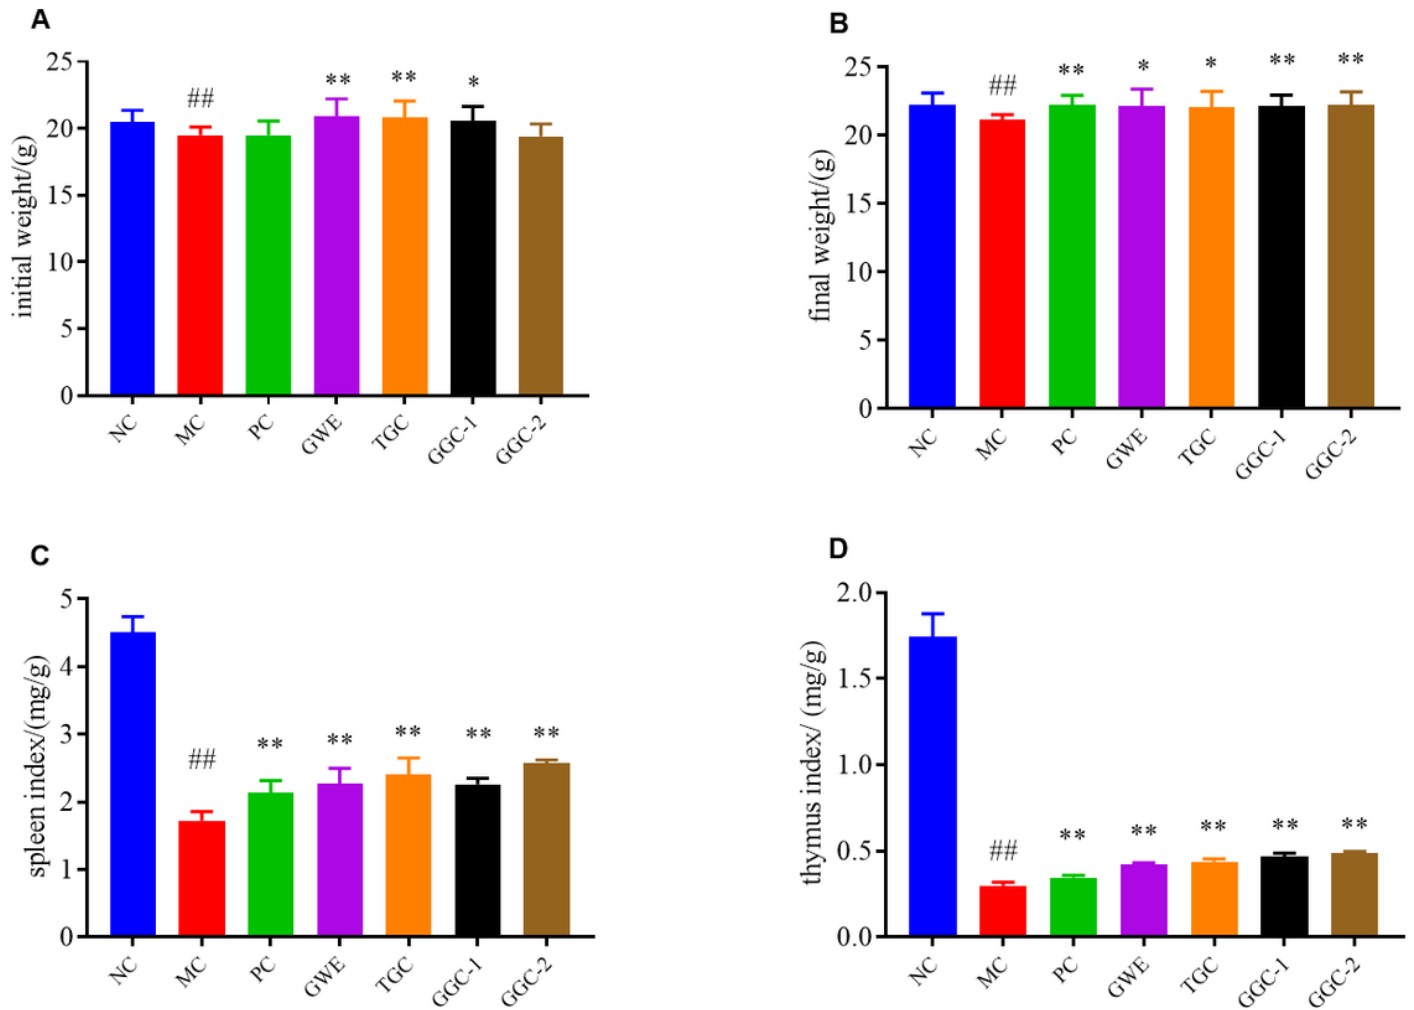 A
initial weight/(g)
25
20
15
10
5
0
##
**
**
*
NC
MC
PC
GWE
TGC
GGC-1
GGC-2
B
final weight/(g)
25
20
15
10
5
0
##
**
*
*
**
**
NC
MC
PC
GWE
TGC
GGC-1
GGC-2
C
spleen index/(mg/g)
5
4
3
2
1
0
##
**
**
**
**
**
NC
MC
PC
GWE
TGC
GGC-1
GGC-2
D
thymus index/ (mg/g)
2.0
1.5
1.0
0.5
0.0
##
**
**
**
**
**
NC
MC
PC
GWE
TGC
GGC-1
GGC-2